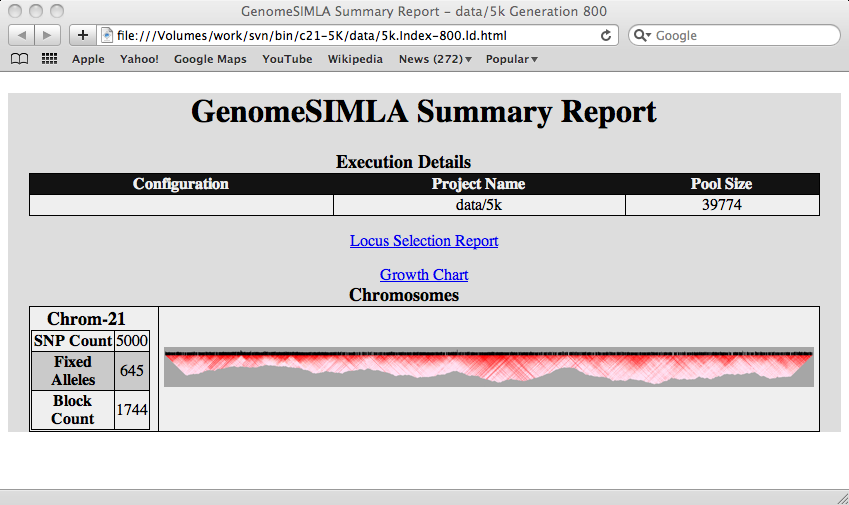 GenomeSIMLA Summary Report – data/5k Generation 800
file:///Volumes/work/svn/bin/c21-5K/data/5k.Index-800.ld.html
Google
Apple Yahoo! Google Maps YouTube Wikipedia News (272)▾ Popular▾
GenomeSIMLA Summary Report
Execution Details
Configuration Project Name Pool Size
data/5k 39774
Locus Selection Report
Growth Chart
Chromosomes
Chrom-21
SNP Count 5000
Fixed
Alleles 645
Block
Count 1744